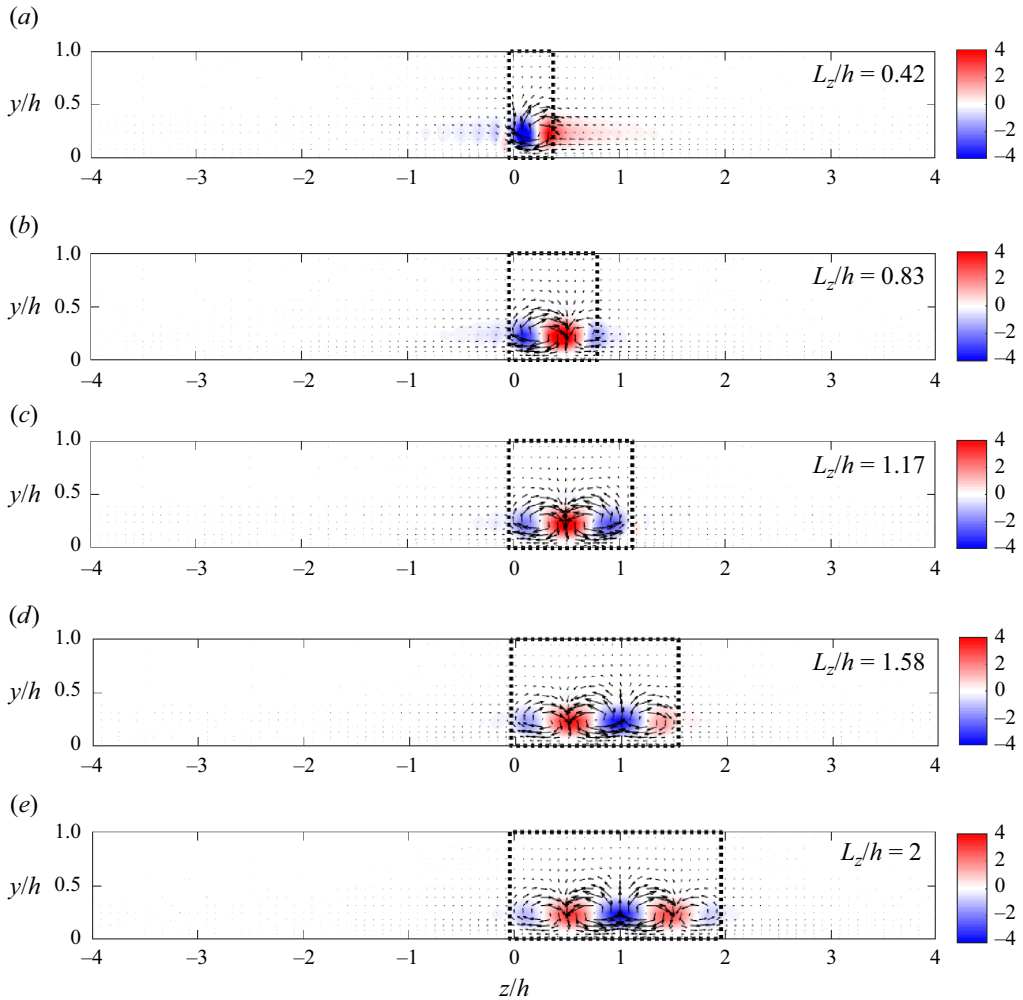 (a)
1.0
0.5
0
y/h
L_z/h = 0.42
4
2
0
–2
–4
–4 –3 –2 –1 0 1 2 3 4
(b)
1.0
0.5
0
y/h
L_z/h = 0.83
4
2
0
–2
–4
–4 –3 –2 –1 0 1 2 3 4
(c)
1.0
0.5
0
y/h
L_z/h = 1.17
4
2
0
–2
–4
–4 –3 –2 –1 0 1 2 3 4
(d)
1.0
0.5
0
y/h
L_z/h = 1.58
4
2
0
–2
–4
–4 –3 –2 –1 0 1 2 3 4
(e)
1.0
0.5
0
y/h
L_z/h = 2
4
2
0
–2
–4
–4 –3 –2 –1 0 1 2 3 4
z/h